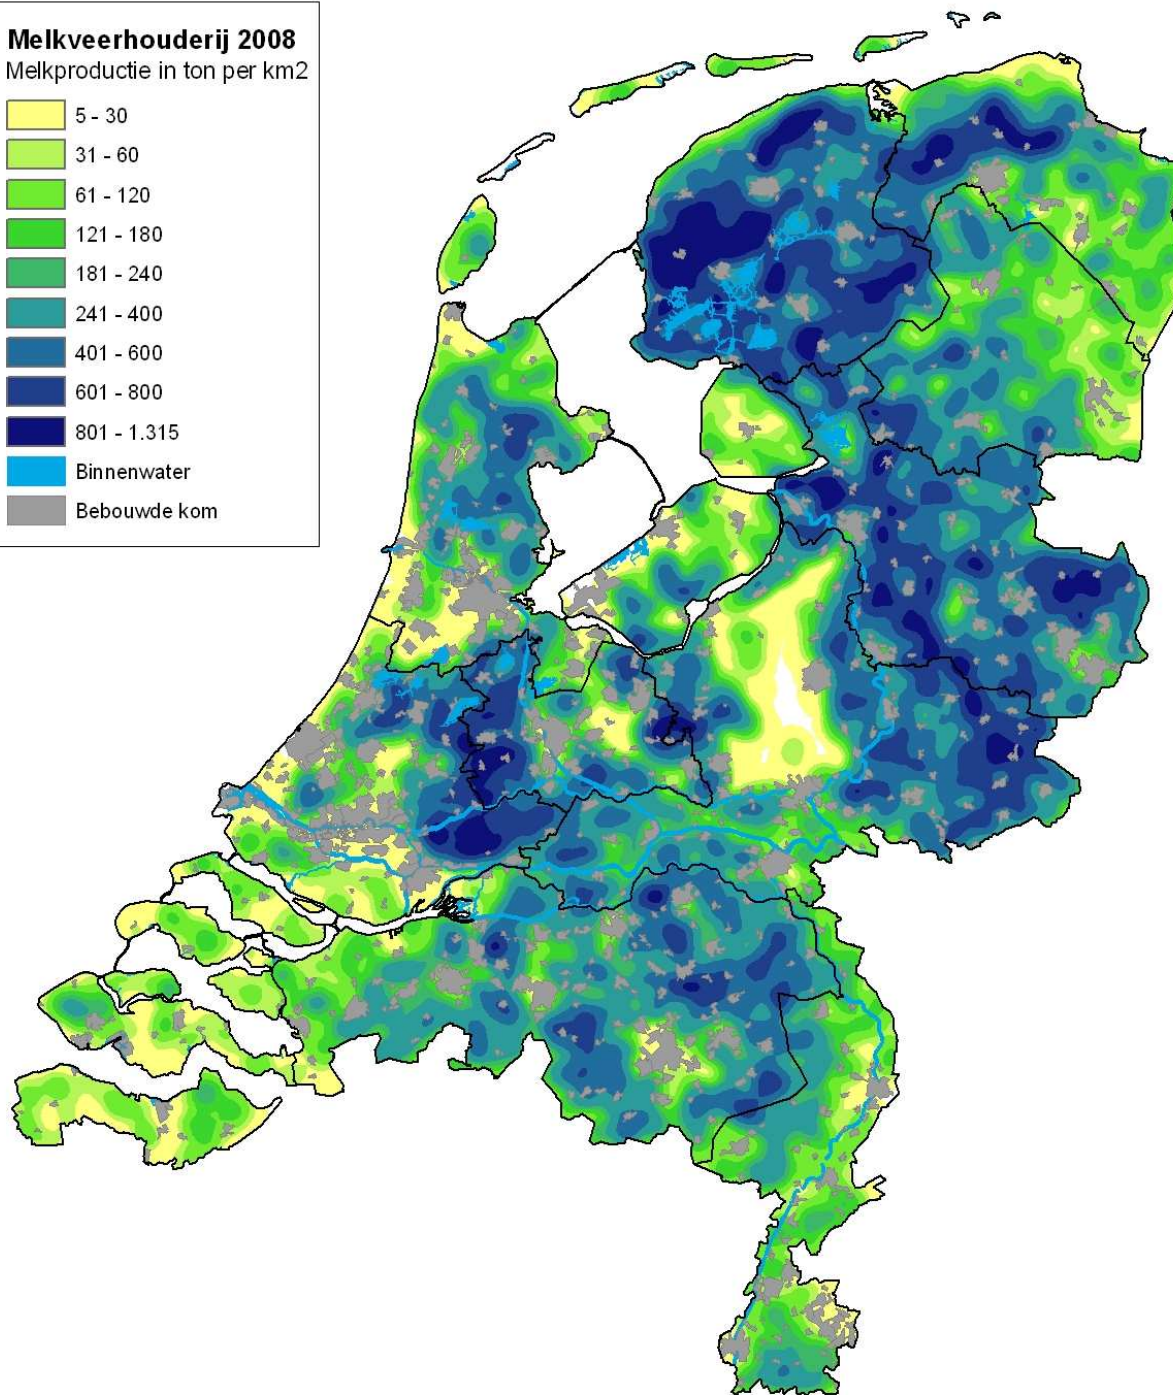 Melkveerhouderij 2008
Melkproductie in ton per km2
5 - 30
31 - 60
61 - 120
121 - 180
181 - 240
241 - 400
401 - 600
601 - 800
801 - 1.315
Binnenwater
Bebouwde kom